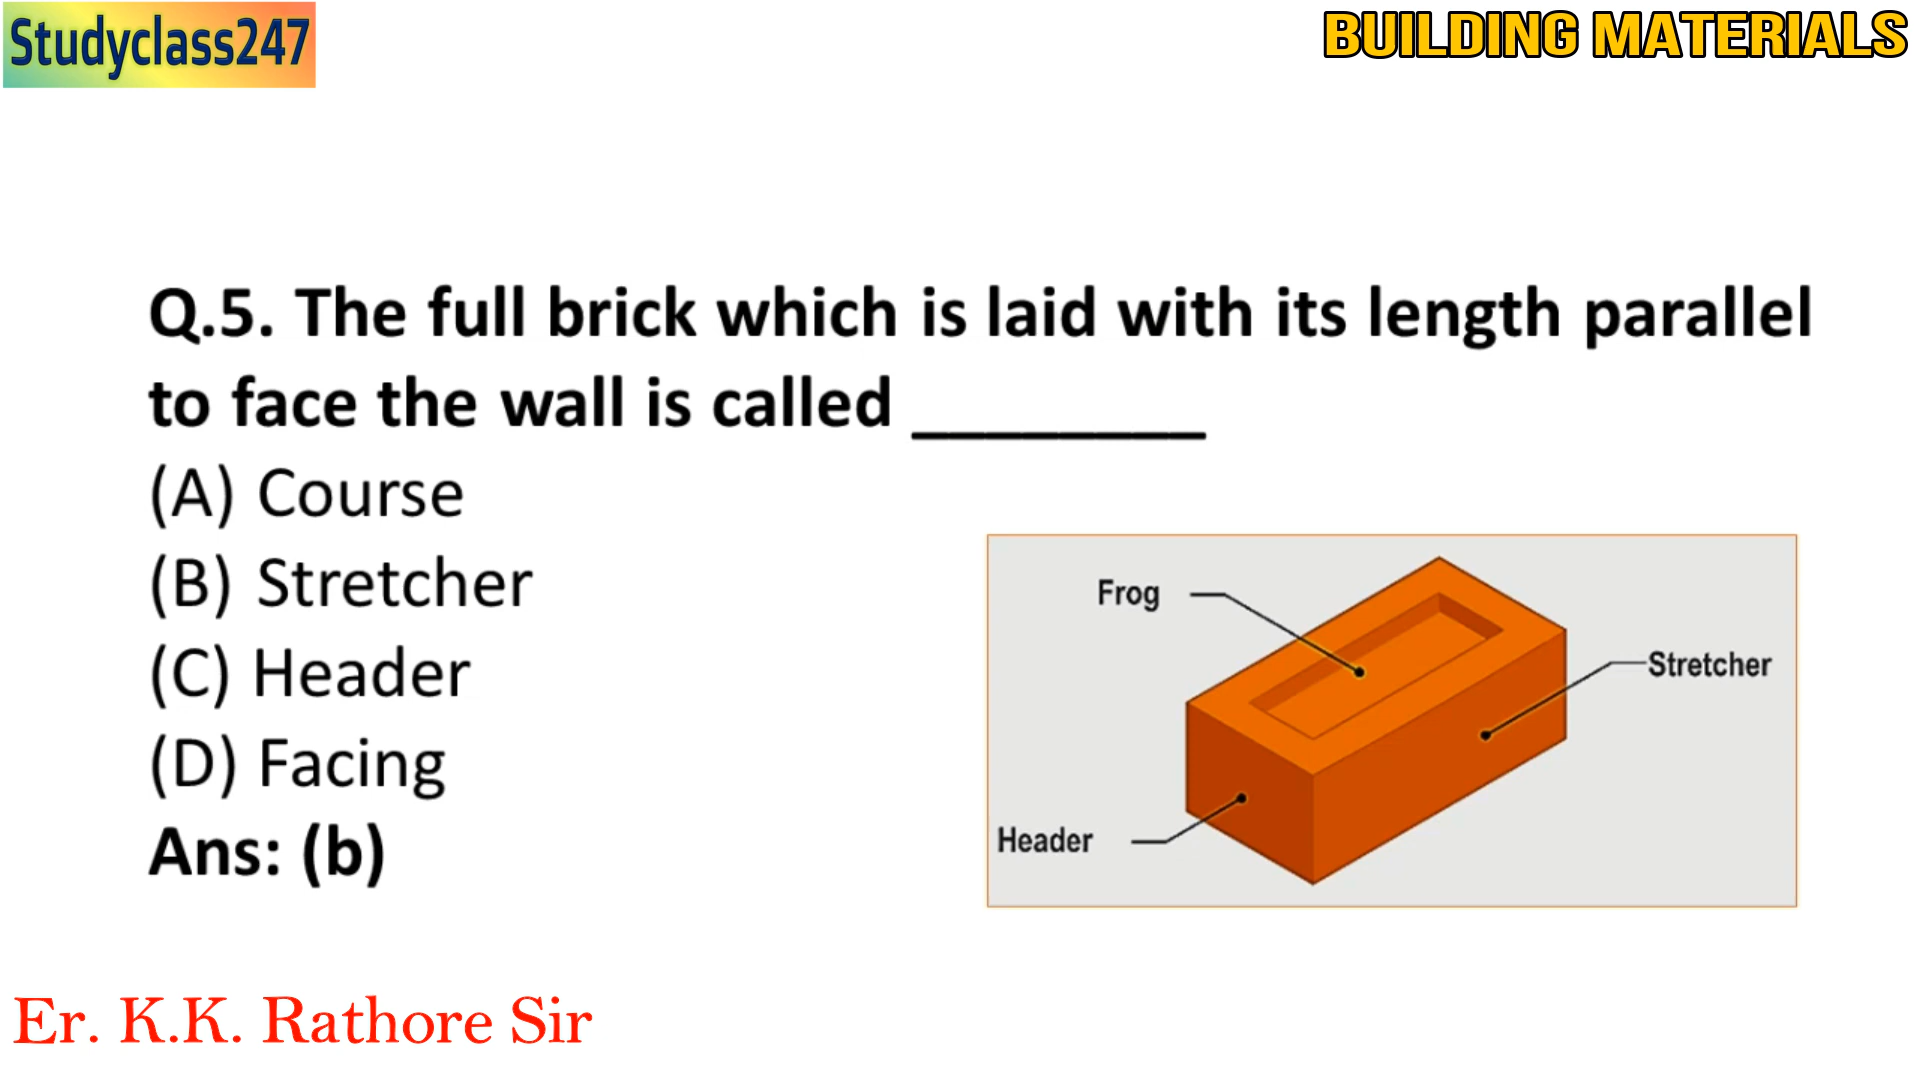 Studyclass247
BUILDING MATERIALS
Q.5. The full brick which is laid with its length parallel
to face the wall is called ________
(A) Course
(B) Stretcher
(C) Header
(D) Facing
Ans: (b)
Frog
Stretcher
Header
Er. K.K. Rathore Sir